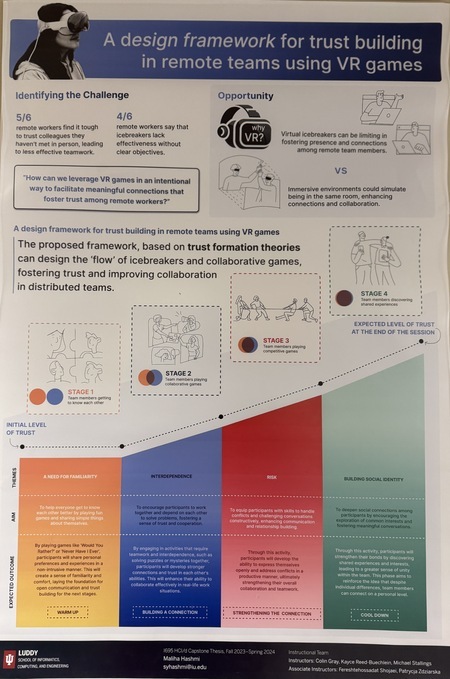 A design framework for trust building
in remote teams using VR games
Identifying the Challenge
5/6
remote workers find it tough
to trust colleagues they
haven't met in person, leading
to less effective teamwork.
4/6
remote workers say that
icebreakers lack
effectiveness without
clear objectives.
"How can we leverage VR games in an intentional
way to facilitate meaningful connections that
foster trust among remote workers?"
Opportunity
why
VR?
Virtual icebreakers can be limiting in
fostering presence and connections
among remote team members.
VS
Immersive environments could simulate
being in the same room, enhancing
connections and collaboration.
A design framework for trust building in remote teams using VR games
The proposed framework, based on trust formation theories
can design the 'flow' of icebreakers and collaborative games,
fostering trust and improving collaboration
in distributed teams.
STAGE 1
Team members getting
to know each other
STAGE 2
Team members playing
collaborative games
STAGE 3
Team members playing
competitive games
STAGE 4
Team members discovering
shared experiences
EXPECTED LEVEL OF TRUST
AT THE END OF THE SESSION
INITIAL LEVEL
OF TRUST
THEMES
A NEED FOR FAMILIARITY
INTERDEPENDENCE
RISK
BUILDING SOCIAL IDENTITY
AIM
To help everyone get to know
each other better by playing fun
games and sharing simple things
about themselves.
To encourage participants to work
together and depend on each other
to solve problems, fostering a
sense of trust and cooperation.
To equip participants with skills to handle
conflicts and challenging conversations
constructively, enhancing communication
and relationship building.
To deepen social connections among
participants by encouraging the
exploration of common interests and
fostering meaningful conversations.
EXPECTED OUTCOME
By playing games like 'Would You
Rather?' or 'Never Have I Ever',
participants will share personal
preferences and experiences in a
non-intrusive manner. This will
create a sense of familiarity and
comfort, laying the foundation for
open communication and trust
building for the next stages.
By engaging in activities that require
teamwork and interdependence, such as
solving puzzles or mysteries together,
participants will develop stronger
connections and trust in each other's
abilities. This will enhance their ability to
collaborate effectively in real-life work
situations.
Through this activity,
participants will develop the
ability to express themselves
openly and address conflicts in a
productive manner, ultimately
strengthening their overall
collaboration and teamwork.
Through this activity, participants will
strengthen their bonds by discovering
shared experiences and interests,
leading to a greater sense of unity
within the team. This phase aims to
reinforce the idea that despite
individual differences, team members
can connect on a personal level.
WARM UP
BUILDING A CONNECTION
STRENGTHENING THE CONNECTION
COOL DOWN
LUDDY
SCHOOL OF INFORMATICS,
COMPUTING, AND ENGINEERING
I695 HCI/d Capstone Thesis, Fall 2023–Spring 2024
Maliha Hashmi
syhashmi@iu.edu
Instructional Team
Instructors: Colin Gray, Kayce Reed-Buechlein, Michael Stallings
Associate Instructors: Fereshtehossadat Shojaei, Patrycja Zdziarska